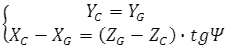 Y_C = Y_G
X_C − X_G = (Z_G − Z_C) · tgΨ